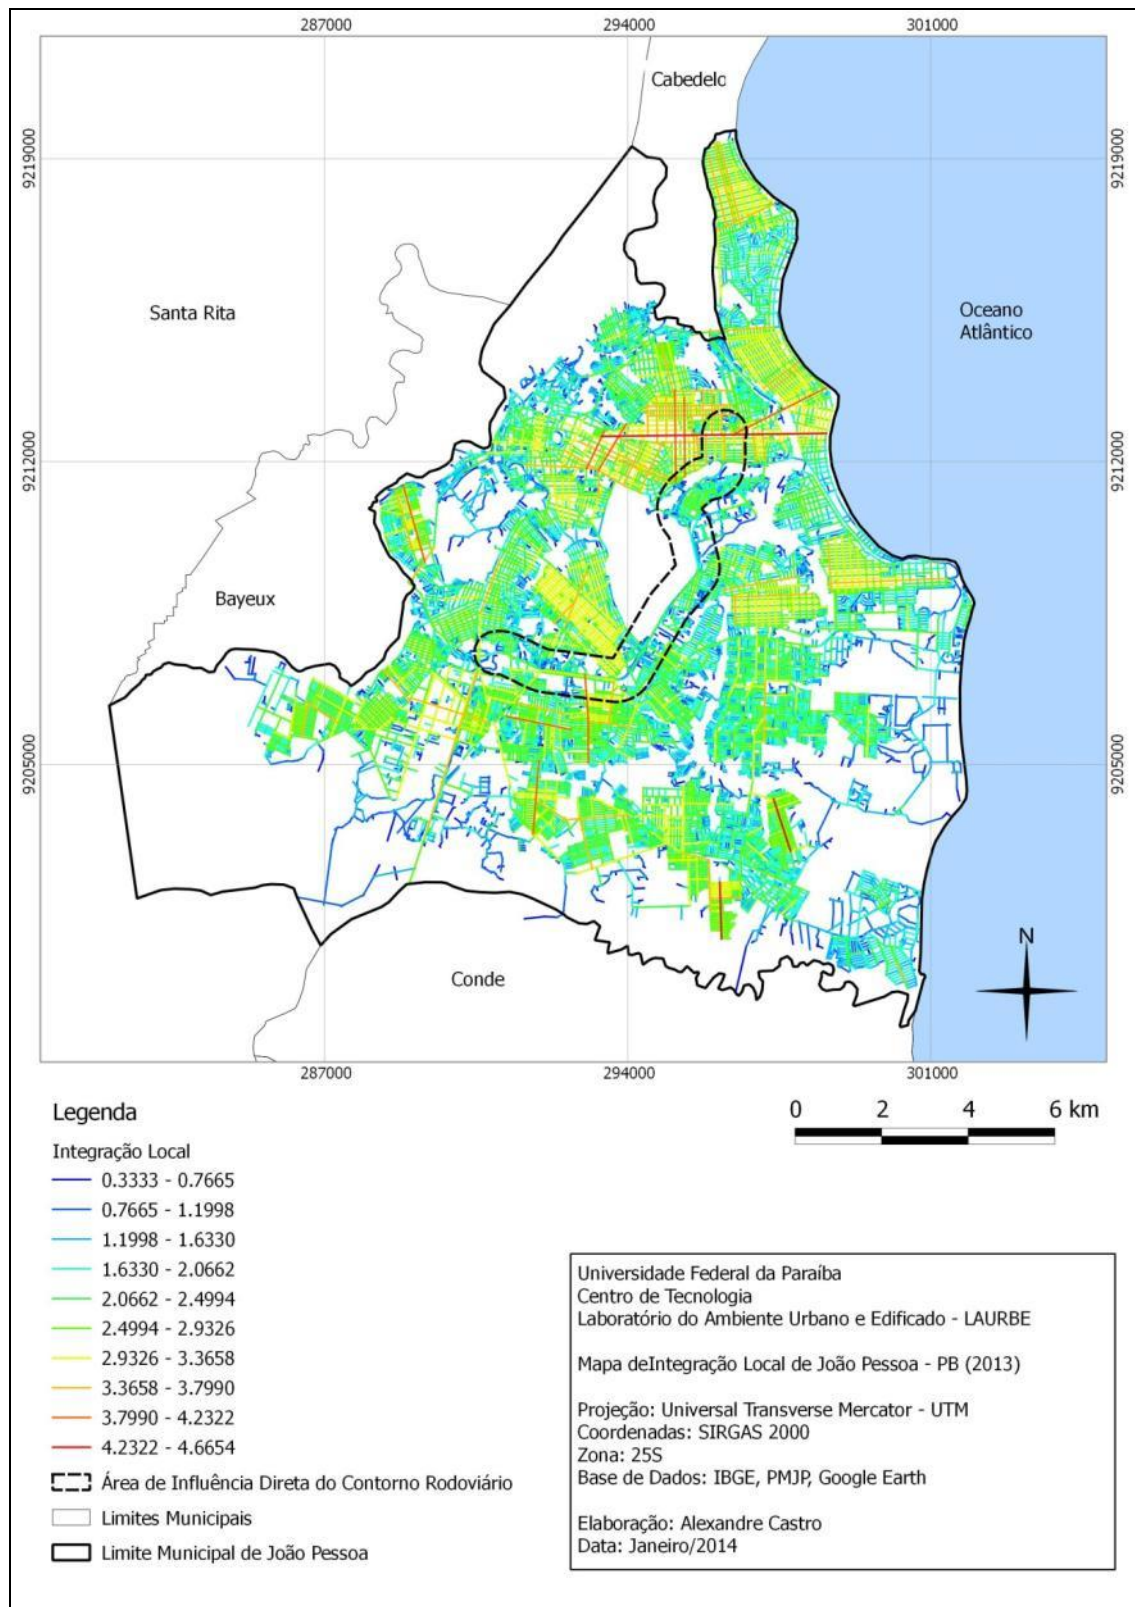 287000
294000
301000
Cabedelo
9219000
9219000
Santa Rita
Oceano
Atlântico
9212000
9212000
Bayeux
9205000
9205000
N
Conde
287000
294000
301000
Legenda
0 2 4 6 km
Integração Local
0.3333 - 0.7665
0.7665 - 1.1998
1.1998 - 1.6330
1.6330 - 2.0662
2.0662 - 2.4994
2.4994 - 2.9326
2.9326 - 3.3658
3.3658 - 3.7990
3.7990 - 4.2322
4.2322 - 4.6654
Área de Influência Direta do Contorno Rodoviário
Limites Municipais
Limite Municipal de João Pessoa
Universidade Federal da Paraíba
Centro de Tecnologia
Laboratório do Ambiente Urbano e Edificado - LAURBE
Mapa deIntegração Local de João Pessoa - PB (2013)
Projeção: Universal Transverse Mercator - UTM
Coordenadas: SIRGAS 2000
Zona: 25S
Base de Dados: IBGE, PMJP, Google Earth
Elaboração: Alexandre Castro
Data: Janeiro/2014